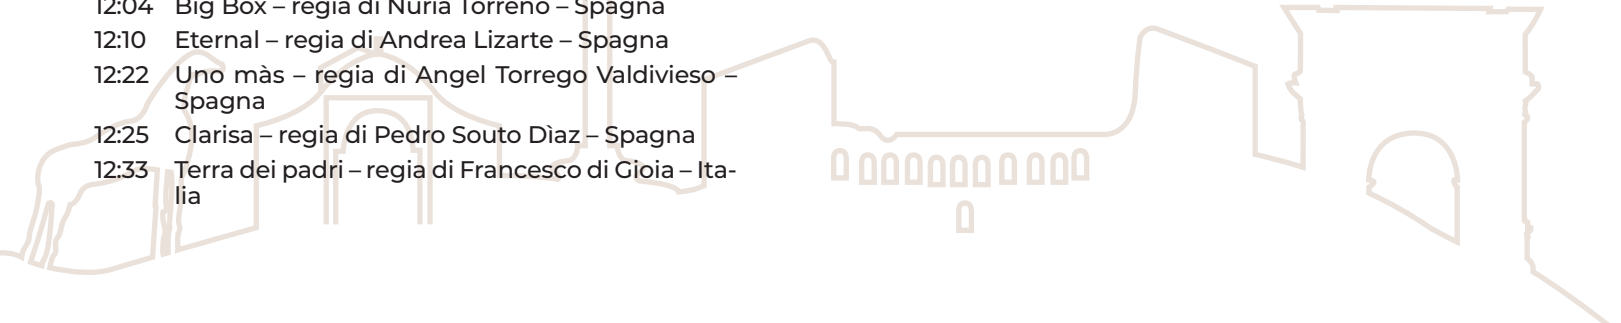 12:04 Big Box – regia di Nuria Torreño – Spagna
12:10 Eternal – regia di Andrea Lizarte – Spagna
12:22 Uno màs – regia di Angel Torrego Valdivieso –
Spagna
12:25 Clarisa – regia di Pedro Souto Dìaz – Spagna
12:33 Terra dei padri – regia di Francesco di Gioia – Ita-
lia